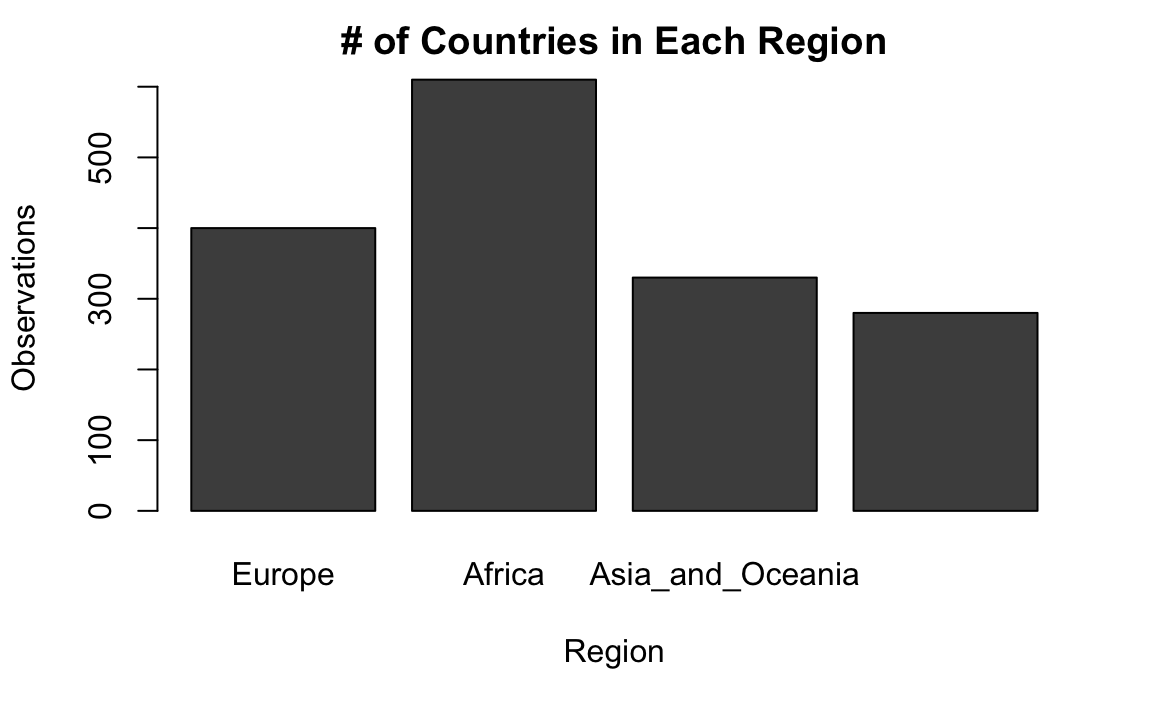 # of Countries in Each Region
Observations
500
300
100
0
Europe Africa Asia_and_Oceania
Region